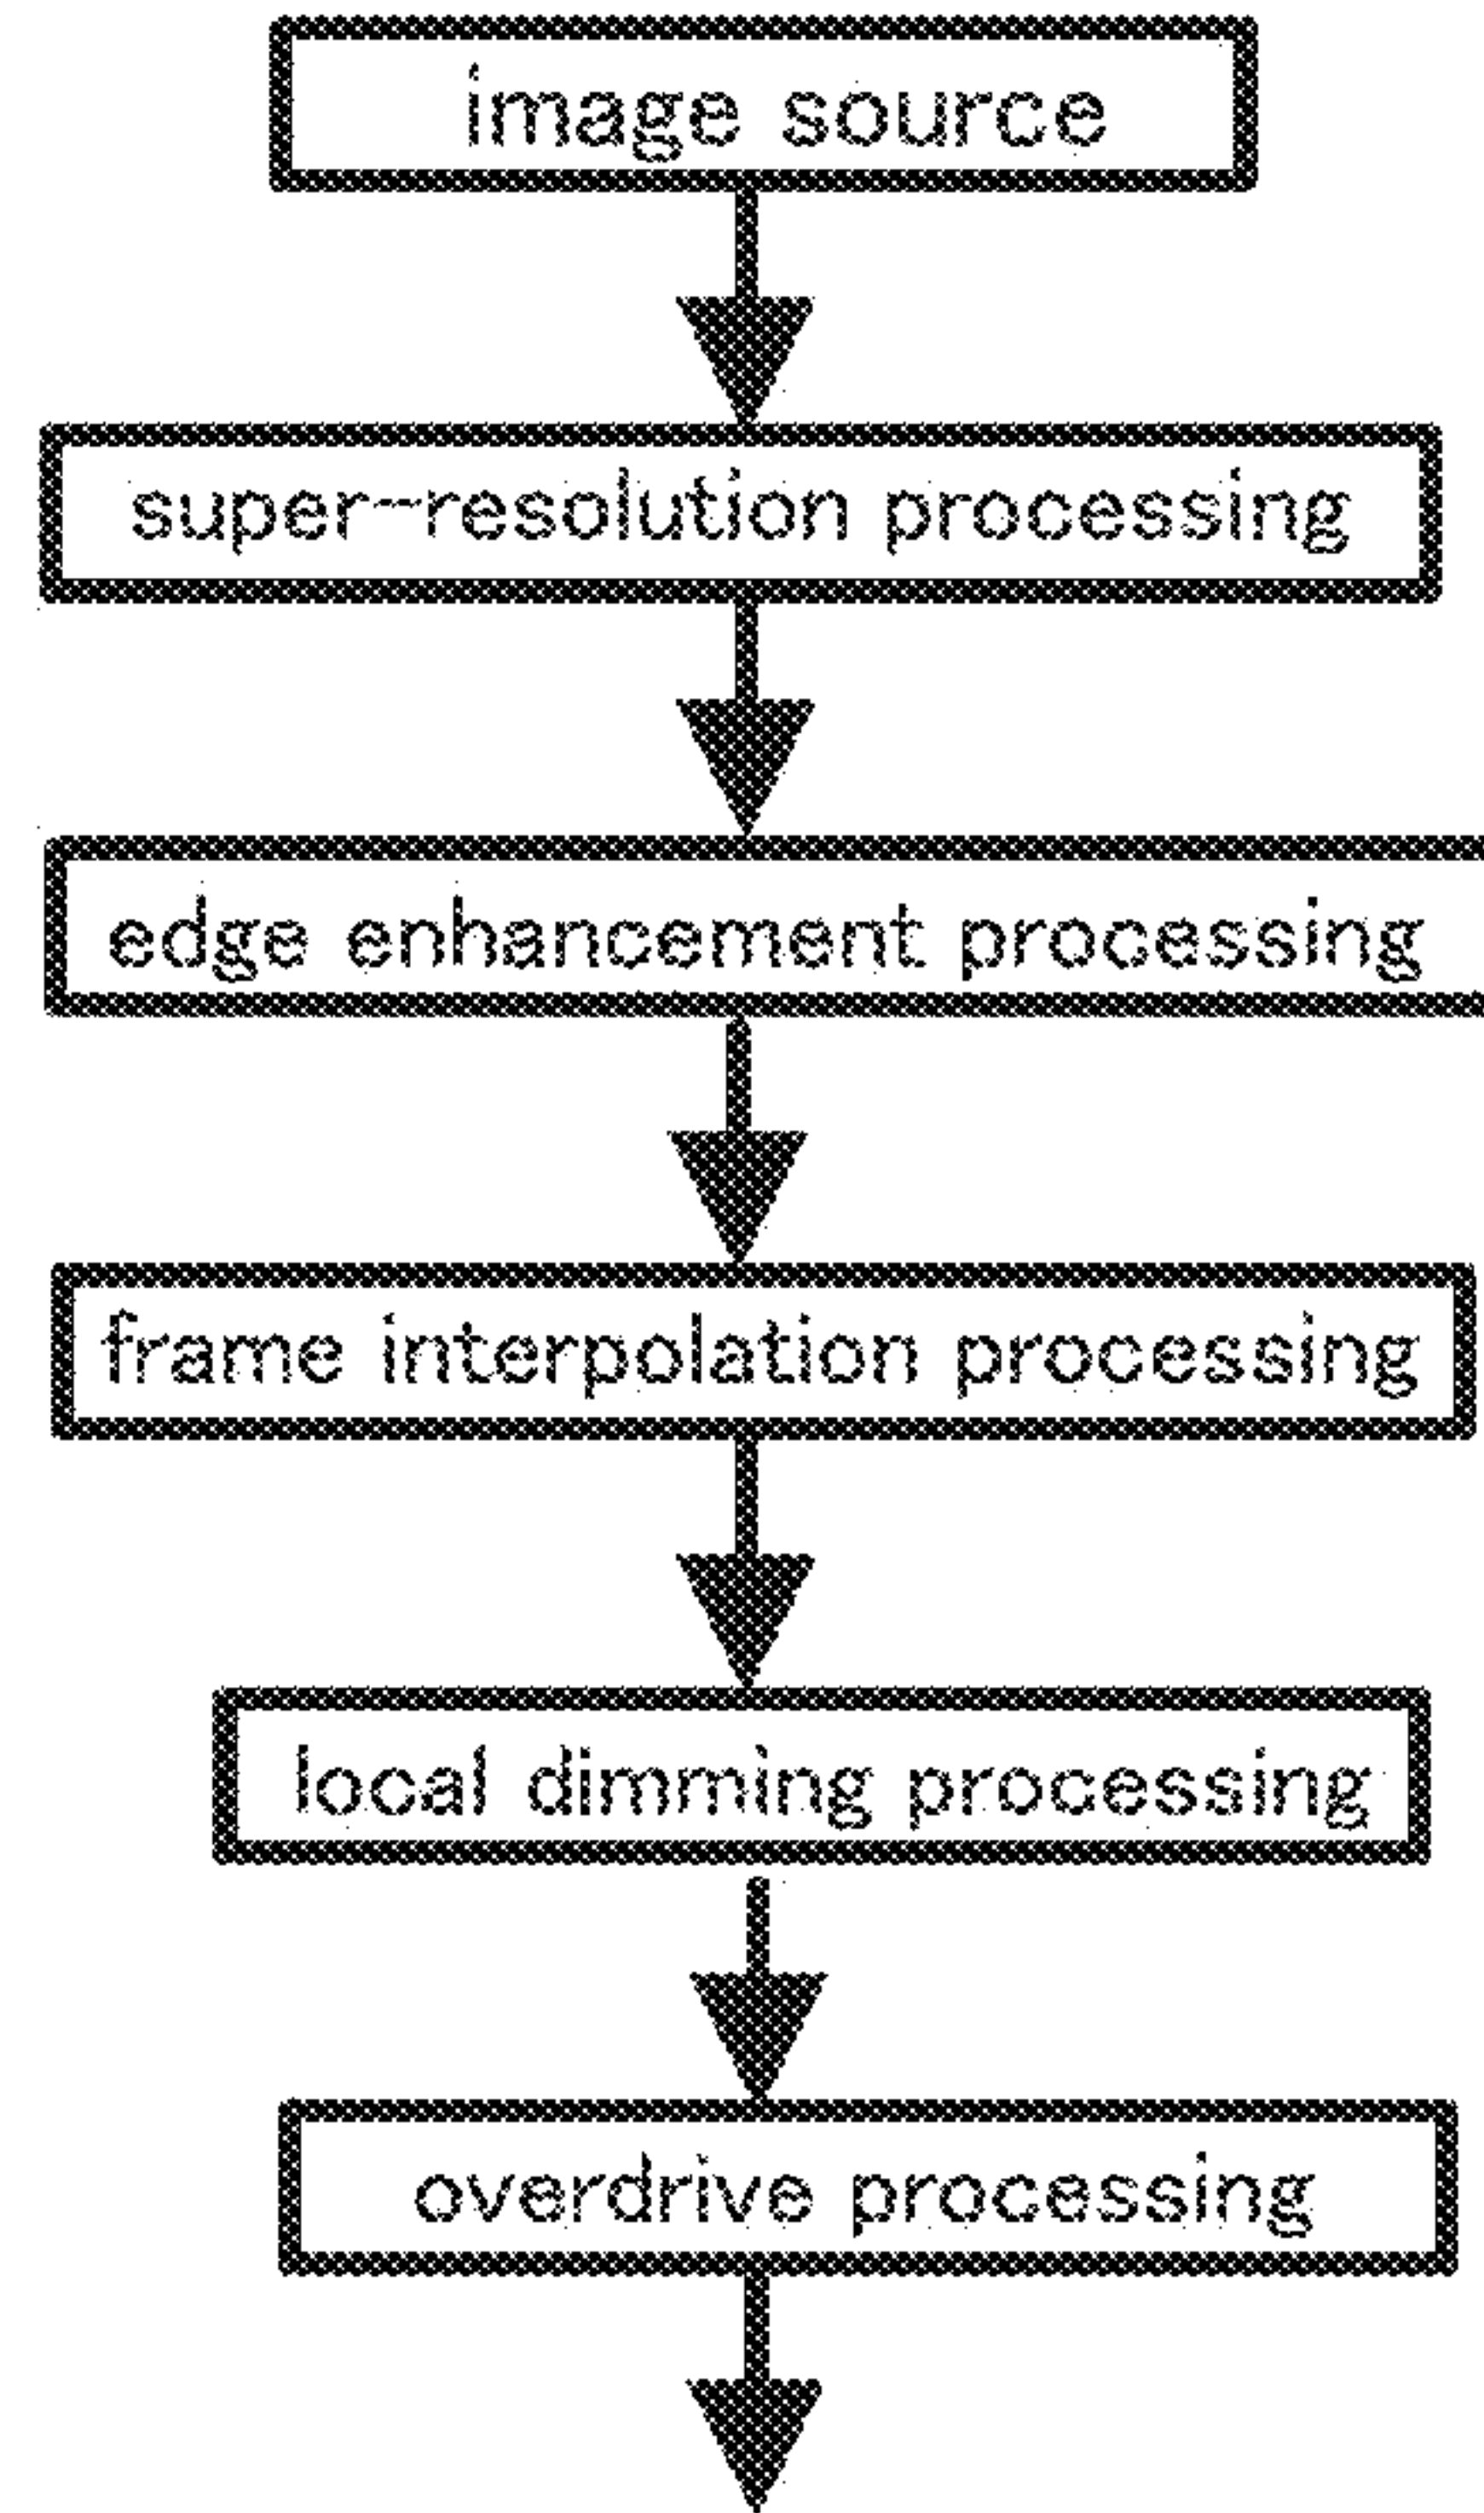 image source
super-resolution processing
edge enhancement processing
frame interpolation processing
local dimming processing
overdrive processing